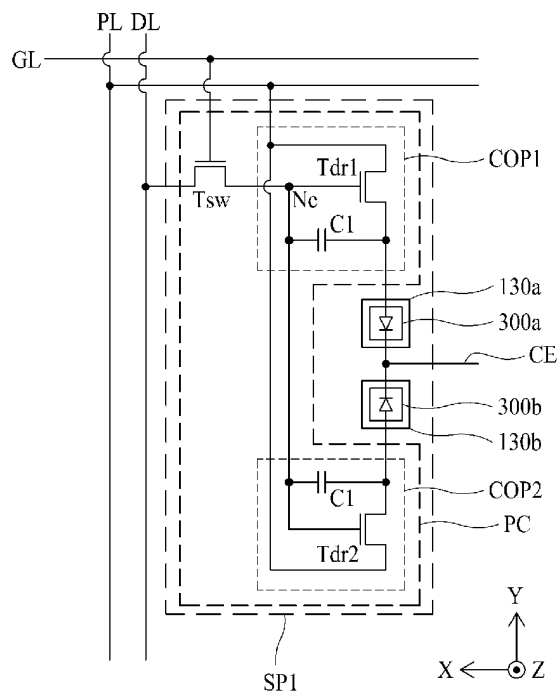 PL DL
GL
COP1
Tdr1
Tsw
Nc
C1
130a
300a
CE
300b
130b
C1
COP2
PC
Tdr2
Y
X
Z
SP1